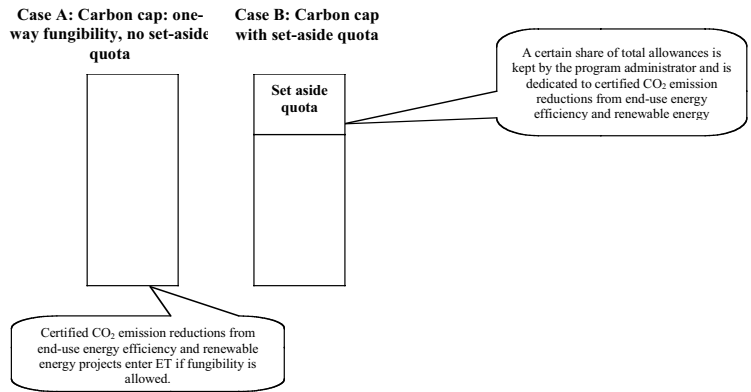 Case A: Carbon cap: one-
way fungibility, no set-aside
quota
Case B: Carbon cap
with set-aside quota
Set aside
quota
A certain share of total allowances is
kept by the program administrator and is
dedicated to certified CO₂ emission
reductions from end-use energy
efficiency and renewable energy
Certified CO₂ emission reductions from
end-use energy efficiency and renewable
energy projects enter ET if fungibility is
allowed.